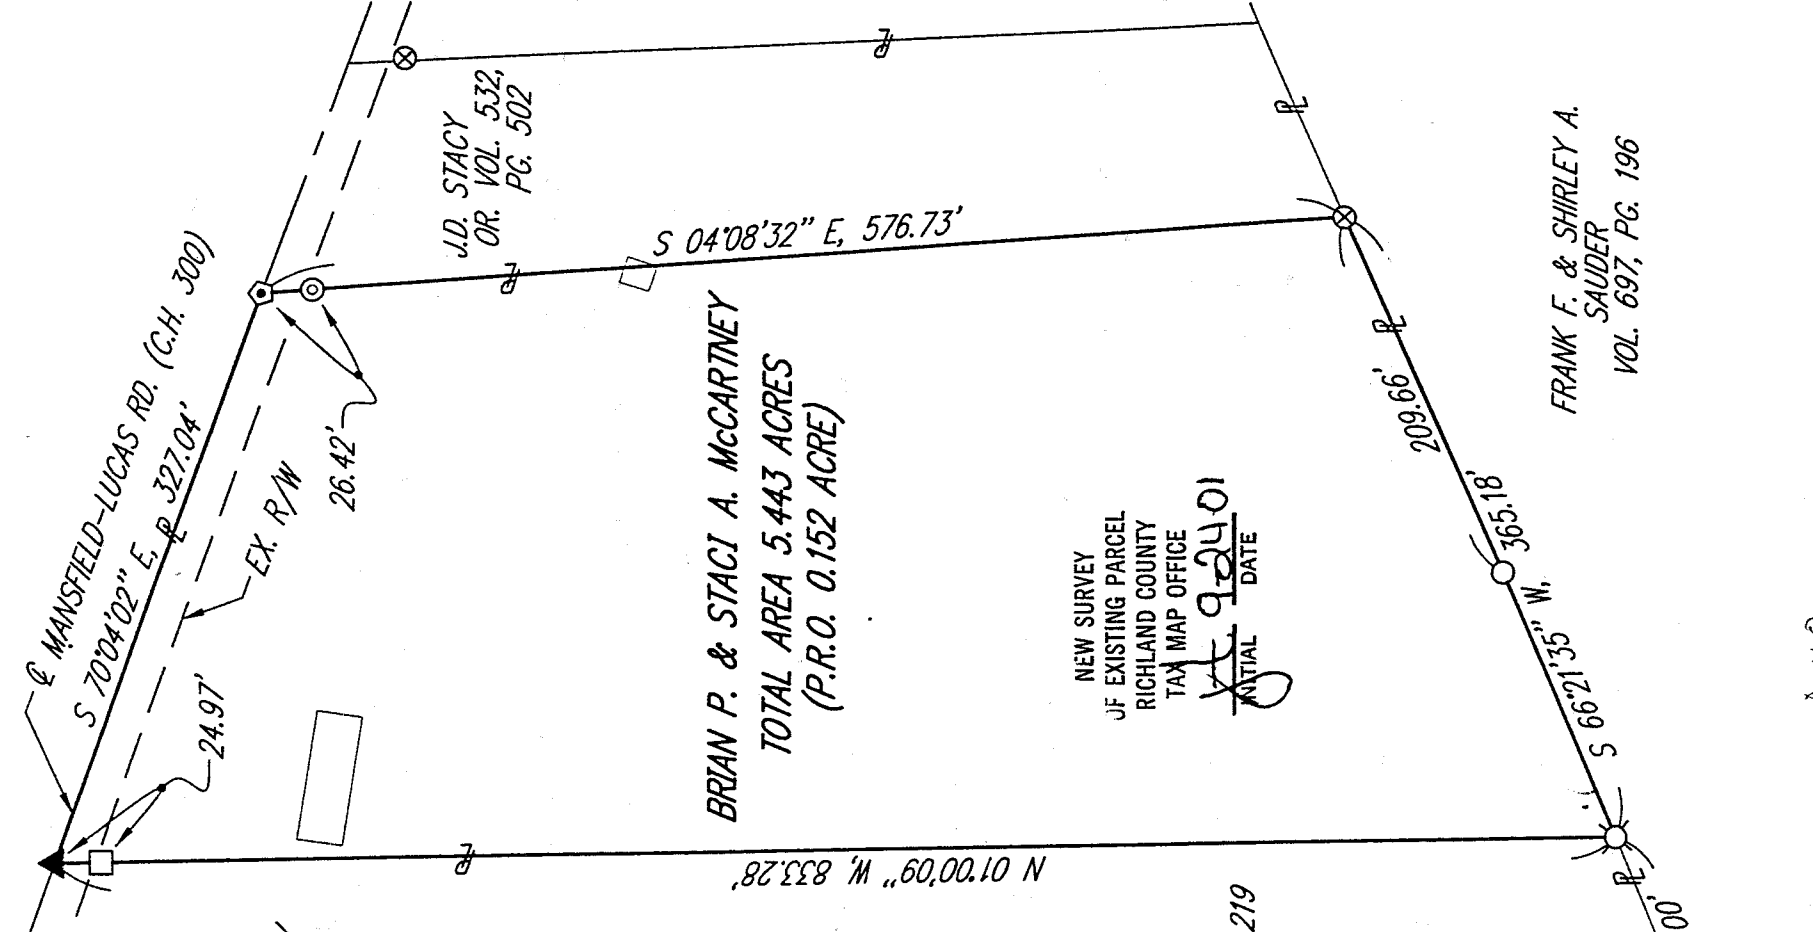 ℄ MANSFIELD-LUCAS RD. (C.H. 300)
S 70°04'02" E, 327.04'
EX. R/W
24.97'
26.42'
J.D. STACY
OR. VOL. 532,
PG. 502
S 04°08'32" E, 576.73'
BRIAN P. & STACI A. McCARTNEY
TOTAL AREA 5.443 ACRES
(P.R.O. 0.152 ACRE)
NEW SURVEY
OF EXISTING PARCEL
RICHLAND COUNTY
TAX MAP OFFICE
9-24-01
INITIAL DATE
N 01°00'09" W, 833.28'
219
209.66'
S 66°21'35" W, 365.18'
FRANK F. & SHIRLEY A.
SAUDER
VOL. 697, PG. 196
00'